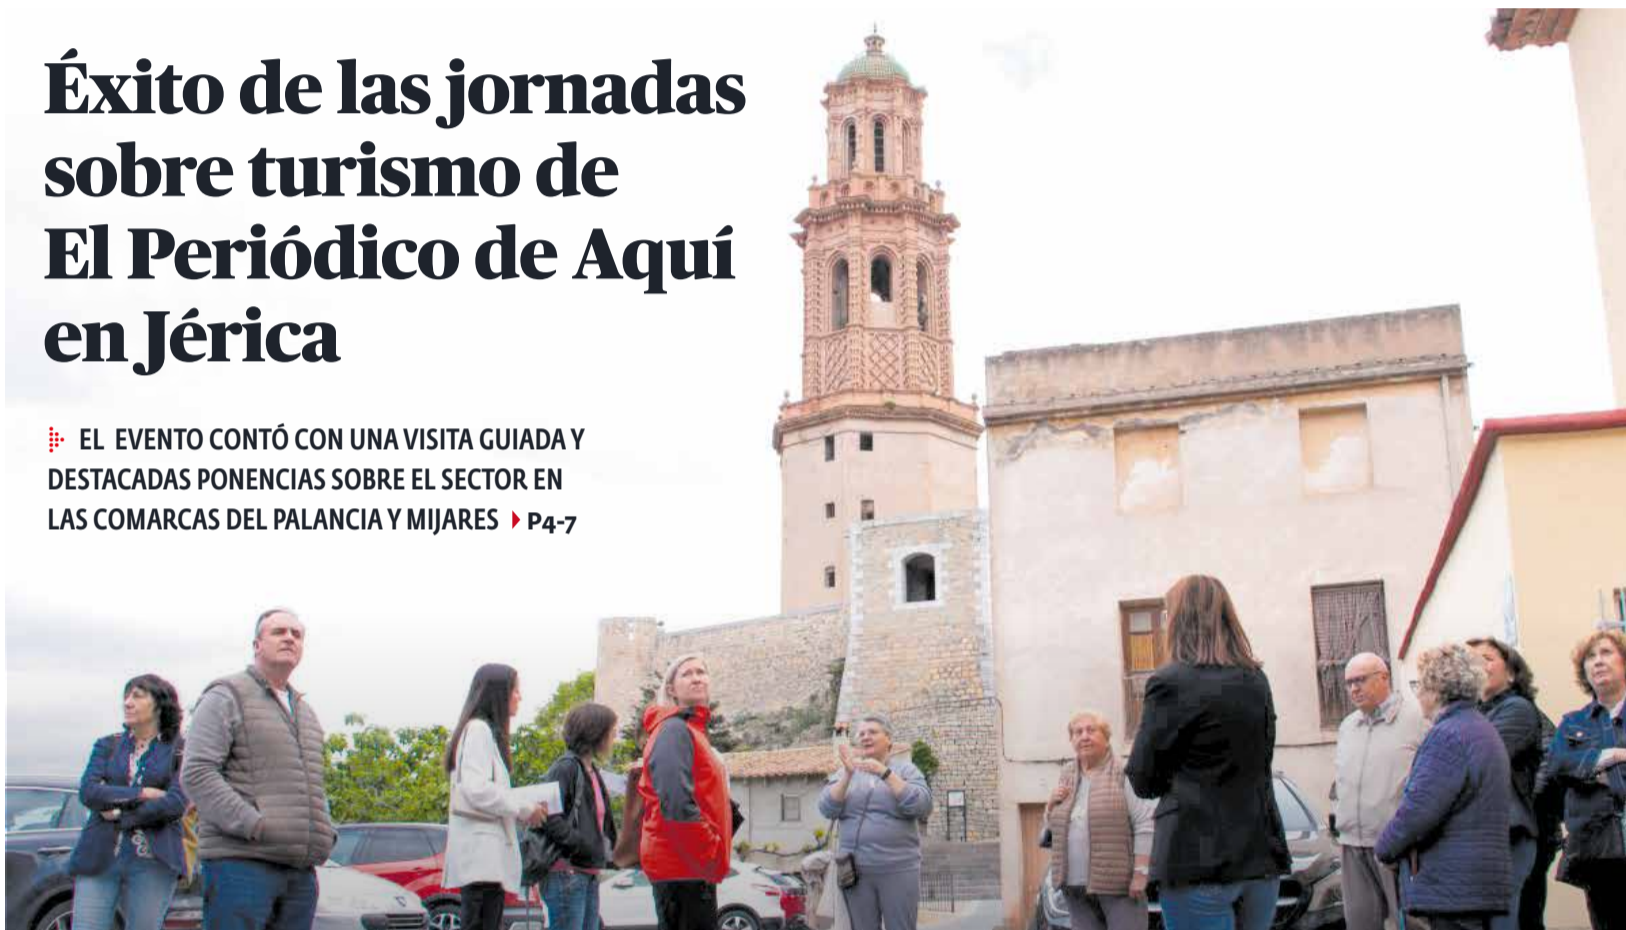 Éxito de las jornadas
sobre turismo de
El Periódico de Aquí
en Jérica
EL EVENTO CONTÓ CON UNA VISITA GUIADA Y
DESTACADAS PONENCIAS SOBRE EL SECTOR EN
LAS COMARCAS DEL PALANCIA Y MIJARES P4-7